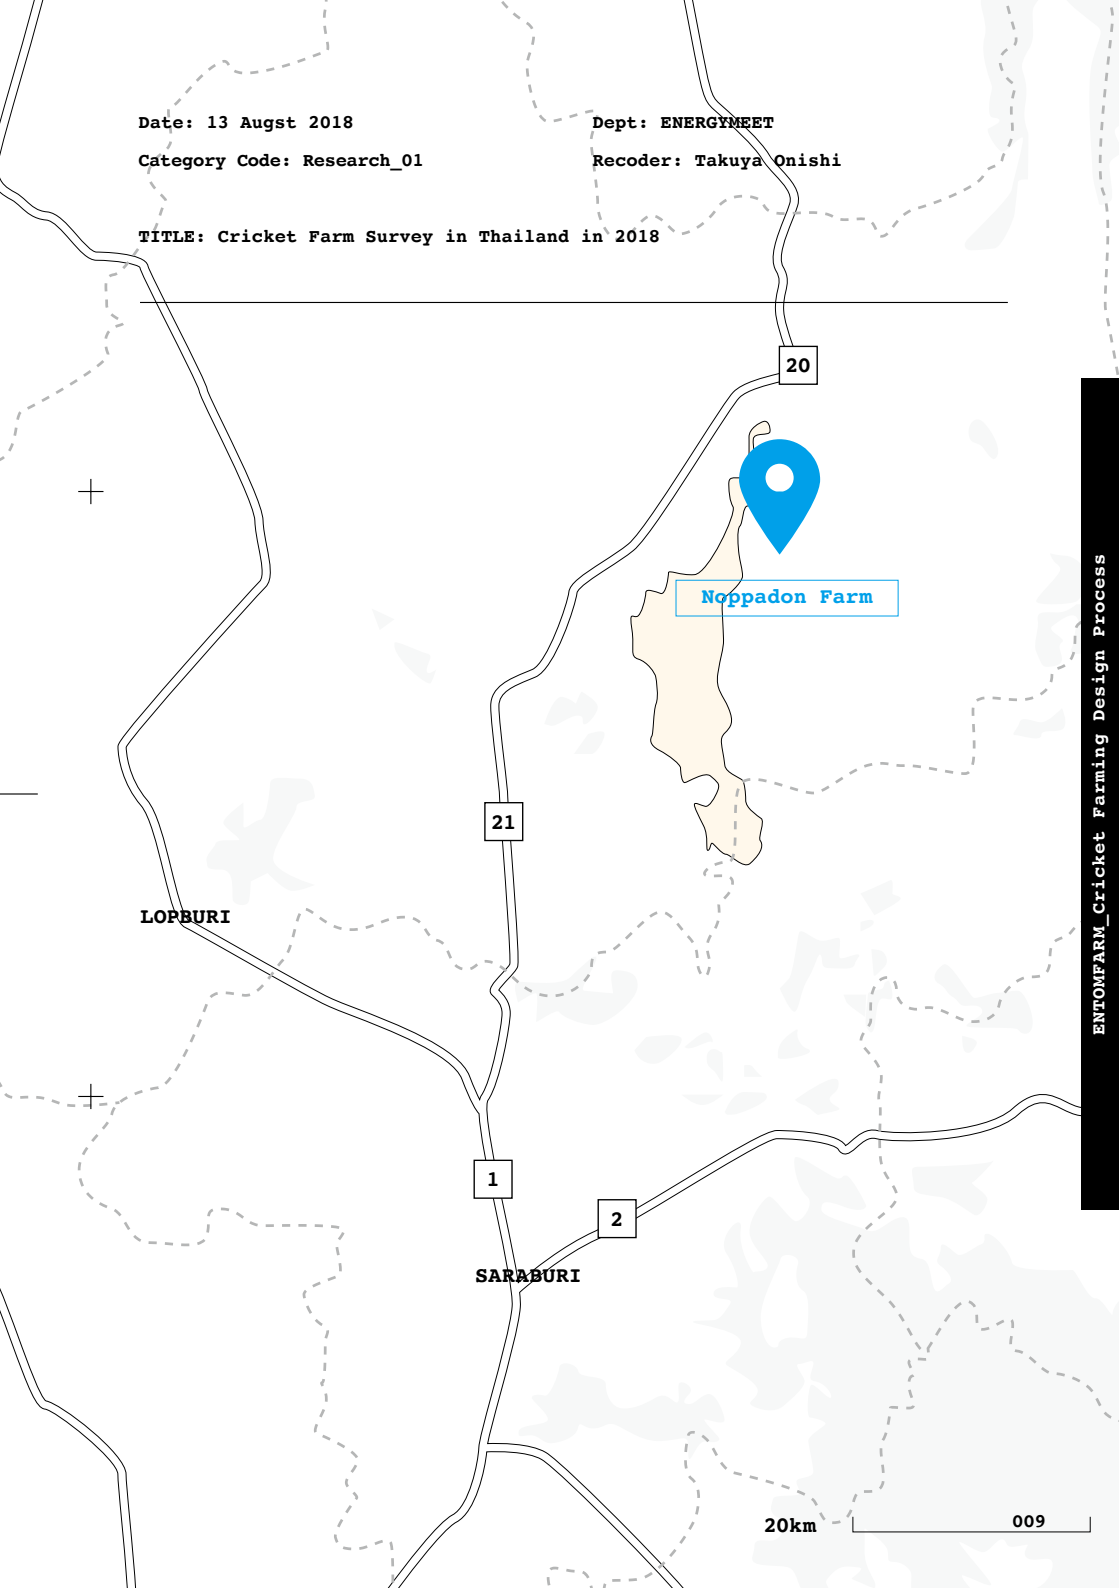 Date: 13 Augst 2018
Dept: ENERGYMEET
Category Code: Research_01
Recoder: Takuya Onishi
TITLE: Cricket Farm Survey in Thailand in 2018
20
Noppadon Farm
ENTOMFARM_Cricket Farming Design Process
21
LOPBURI
1
2
SARABURI
20km
009